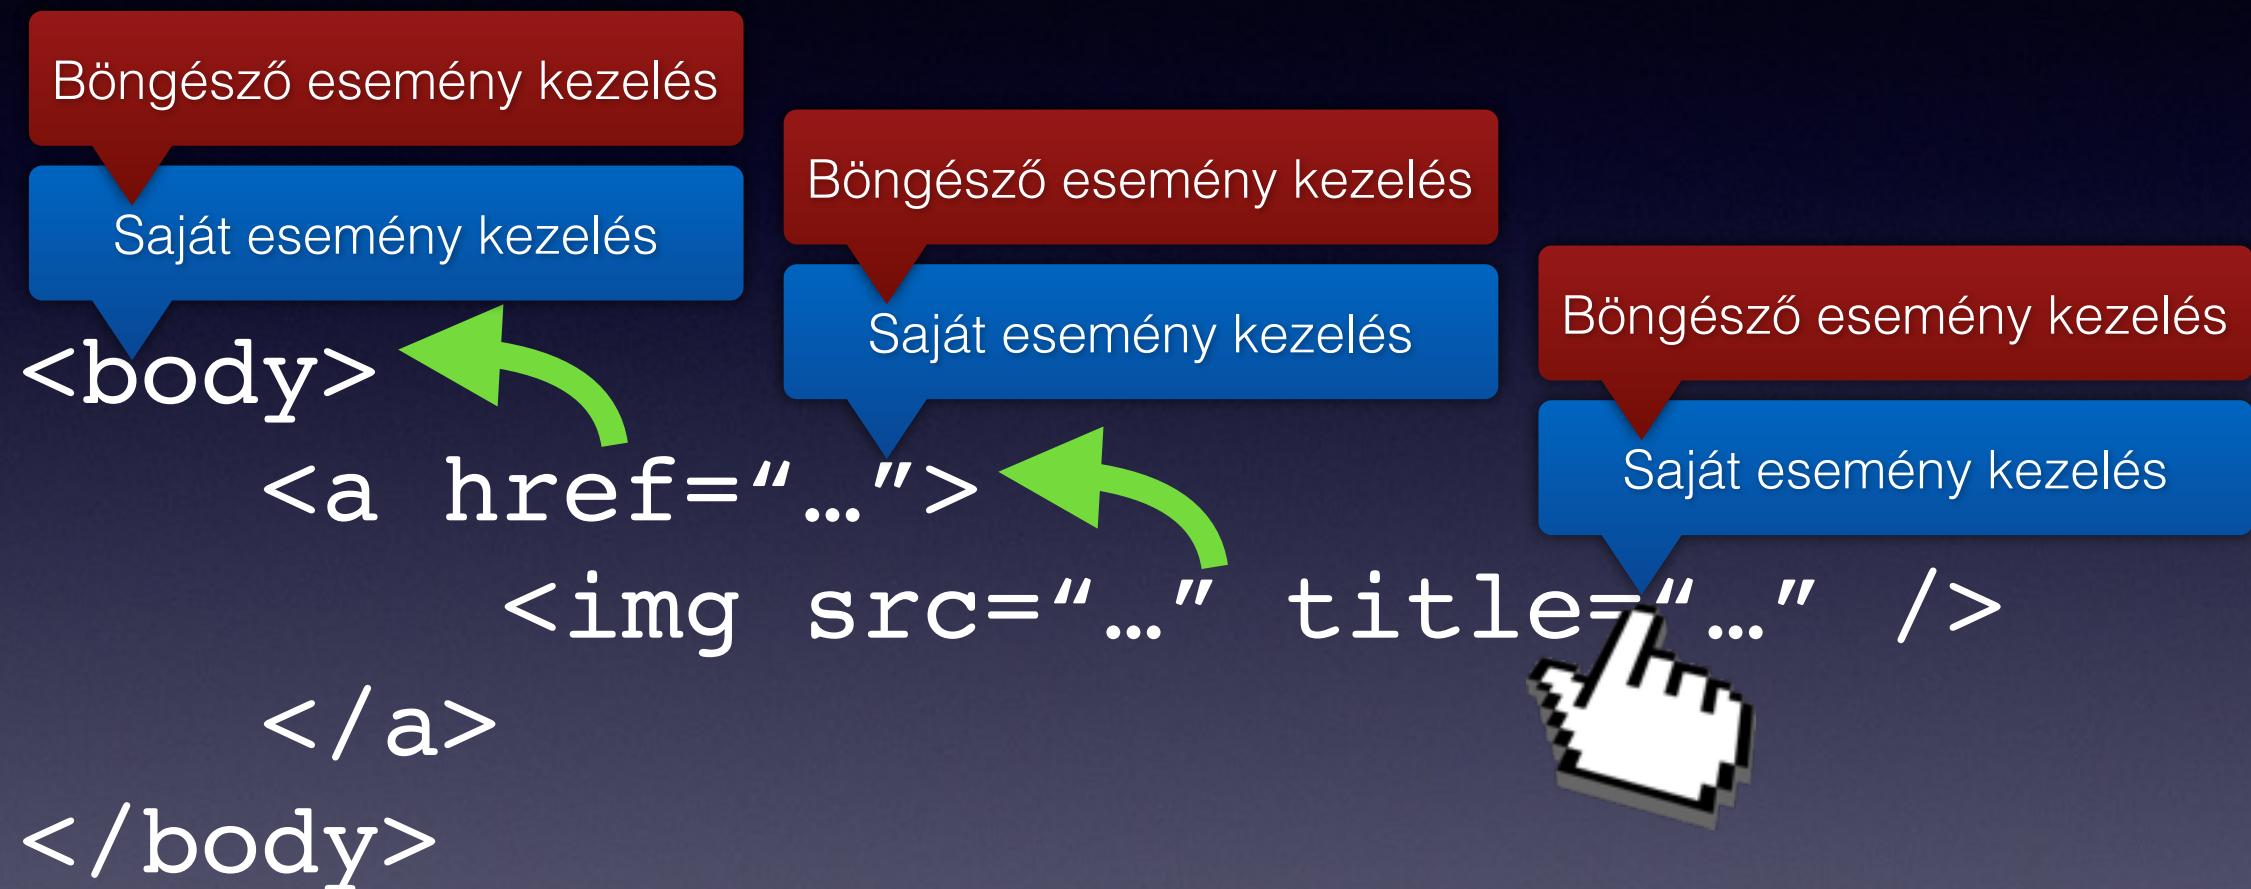 Böngésző esemény kezelés
Saját esemény kezelés
Böngésző esemény kezelés
Saját esemény kezelés
Böngésző esemény kezelés
Saját esemény kezelés
<body>
<a href=“…”>
<img src=“…” title=“…” />
</a>
</body>